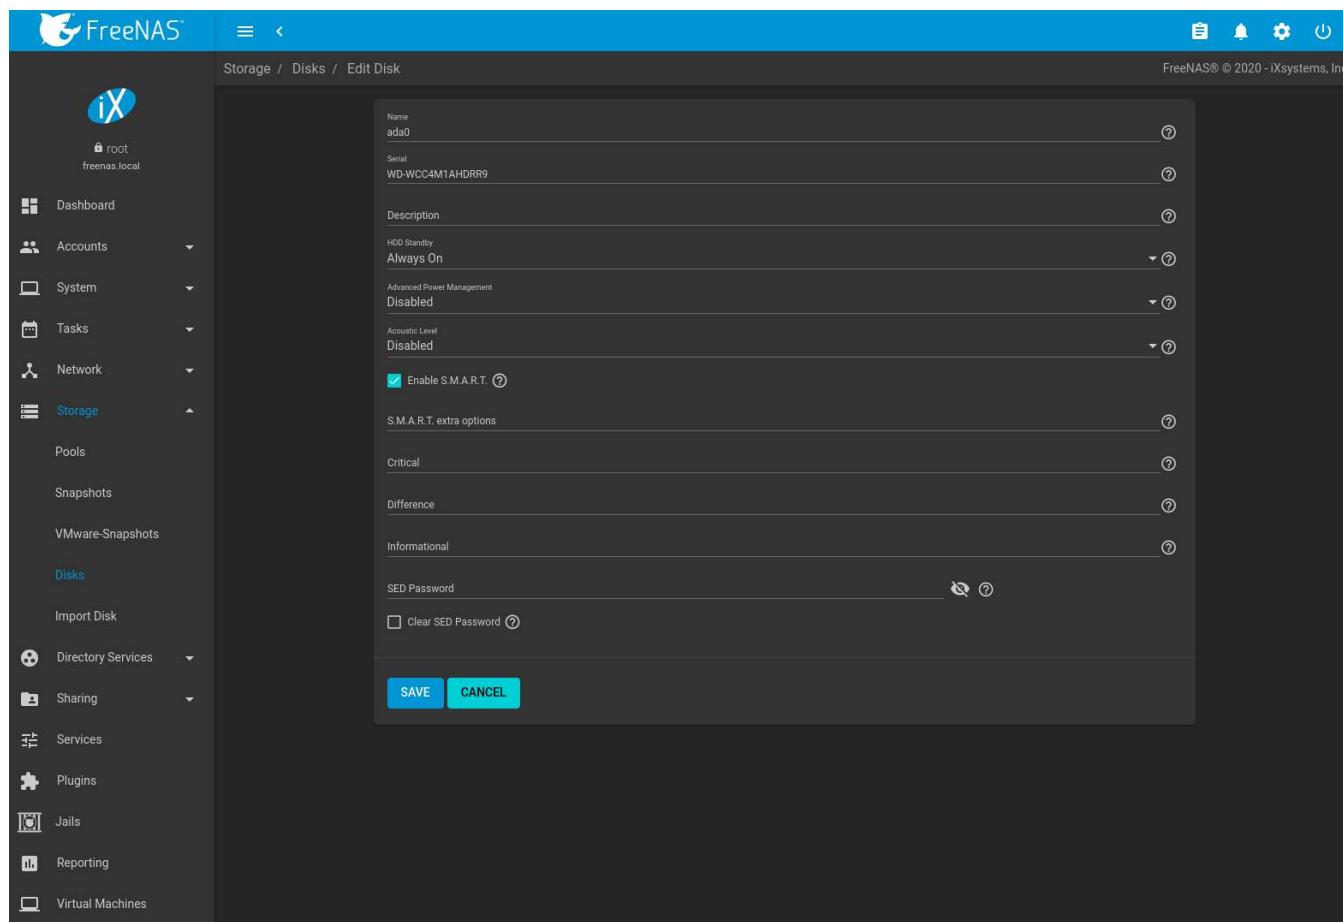 FreeNAS™
Storage / Disks / Edit Disk
FreeNAS® © 2020 - iXsystems, Inc
iX
root
freenas.local
Dashboard
Accounts
System
Tasks
Network
Storage
Pools
Snapshots
VMware-Snapshots
Disks
Import Disk
Directory Services
Sharing
Services
Plugins
Jails
Reporting
Virtual Machines
Name
ada0
Serial
WD-WCC4M1AHDRR9
Description
HDD Standby
Always On
Advanced Power Management
Disabled
Acoustic Level
Disabled
Enable S.M.A.R.T.
S.M.A.R.T. extra options
Critical
Difference
Informational
SED Password
Clear SED Password
SAVE CANCEL